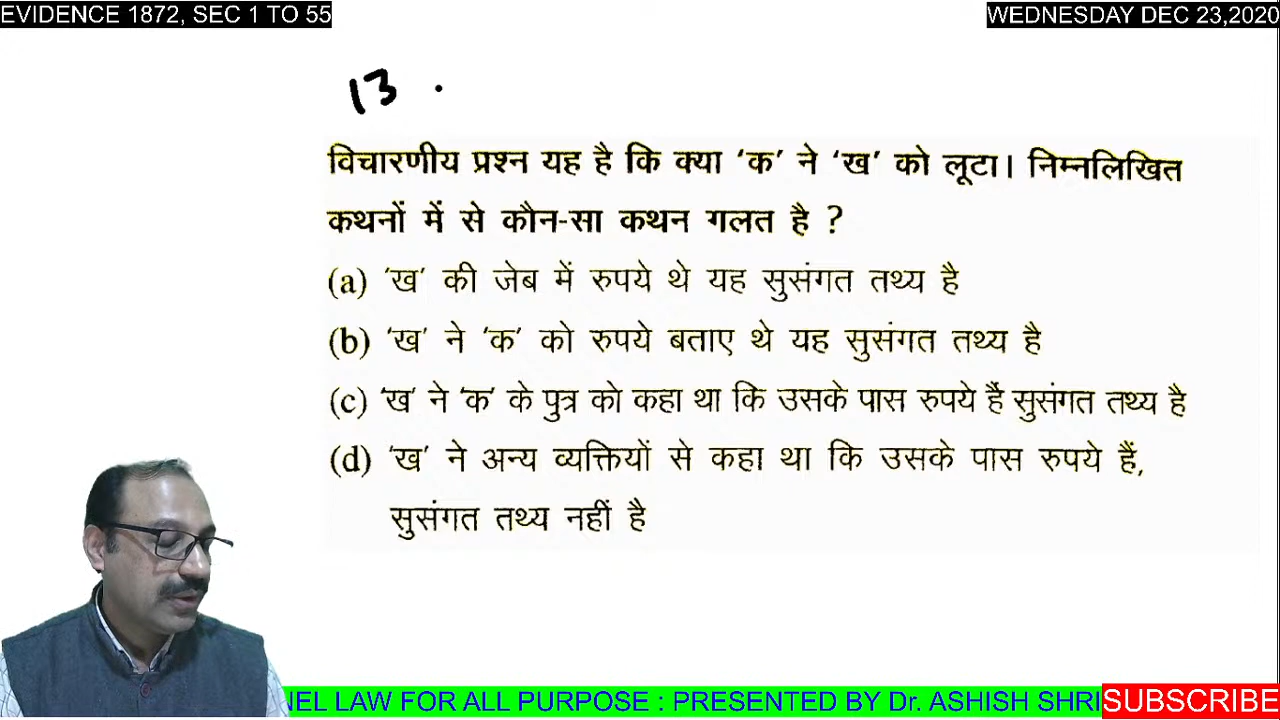 EVIDENCE 1872, SEC 1 TO 55
WEDNESDAY DEC 23,2020
13 .
विचारणीय प्रश्न यह है कि क्या ‘क’ ने ‘ख’ को लूटा। निम्नलिखित
कथनों में से कौन-सा कथन गलत है ?
(a) ‘ख’ की जेब में रुपये थे यह सुसंगत तथ्य है
(b) ‘ख’ ने ‘क’ को रुपये बताए थे यह सुसंगत तथ्य है
(c) ‘ख’ ने ‘क’ के पुत्र को कहा था कि उसके पास रुपये हैं सुसंगत तथ्य है
(d) ‘ख’ ने अन्य व्यक्तियों से कहा था कि उसके पास रुपये हैं,
सुसंगत तथ्य नहीं है
NEL LAW FOR ALL PURPOSE : PRESENTED BY Dr. ASHISH SHRI
SUBSCRIBE